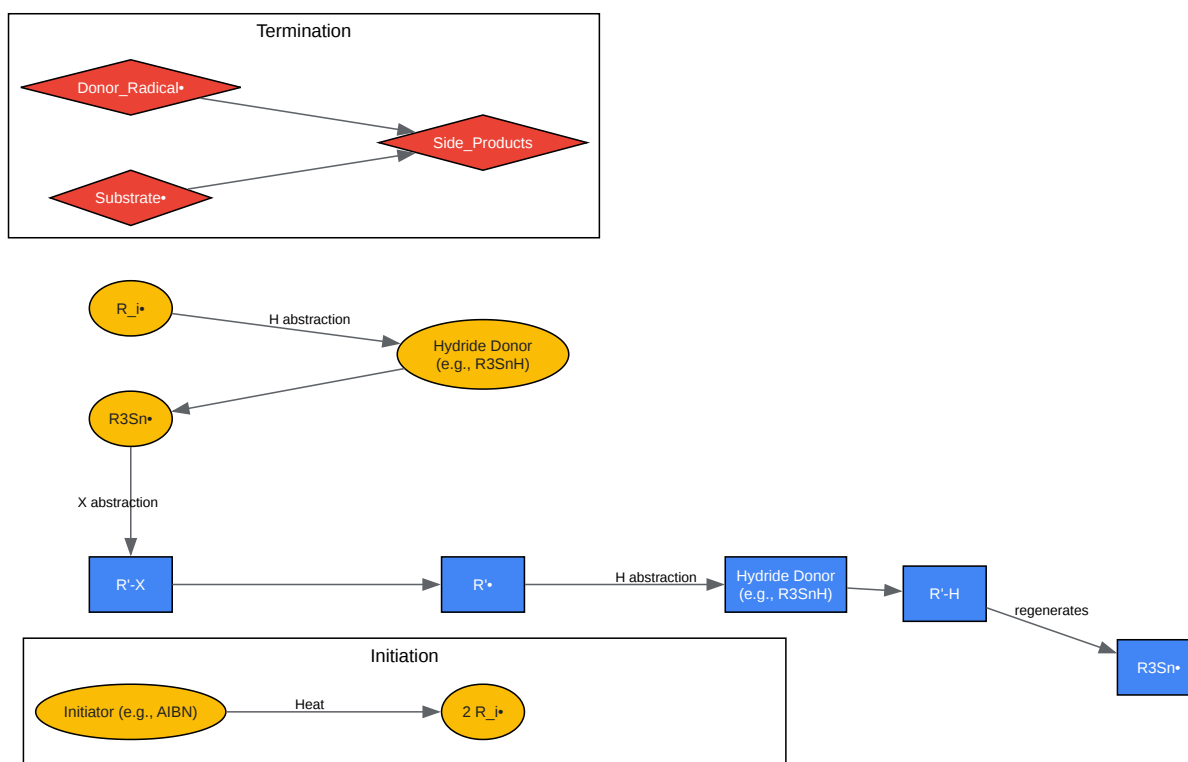 Termination
Donor_Radical•
Side_Products
Substrate•
R_i•
H abstraction
Hydride Donor
(e.g., R3SnH)
R3Sn•
X abstraction
R'-X
R'•
H abstraction
Hydride Donor
(e.g., R3SnH)
R'-H
regenerates
R3Sn•
Initiation
Initiator (e.g., AIBN)
Heat
2 R_i•